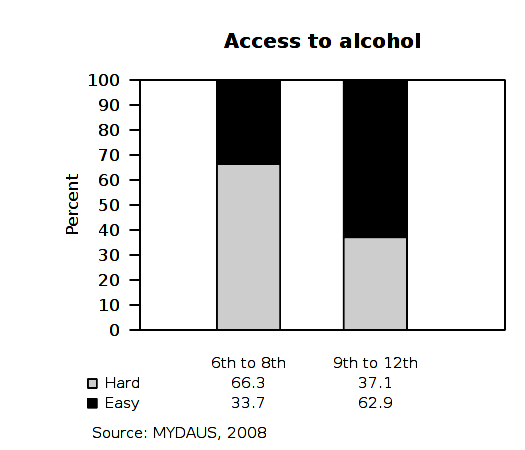 Access to alcohol
100
90
80
70
60
50
40
30
20
10
0
Percent
6th to 8th 9th to 12th
Hard 66.3 37.1
Easy 33.7 62.9
Source: MYDAUS, 2008